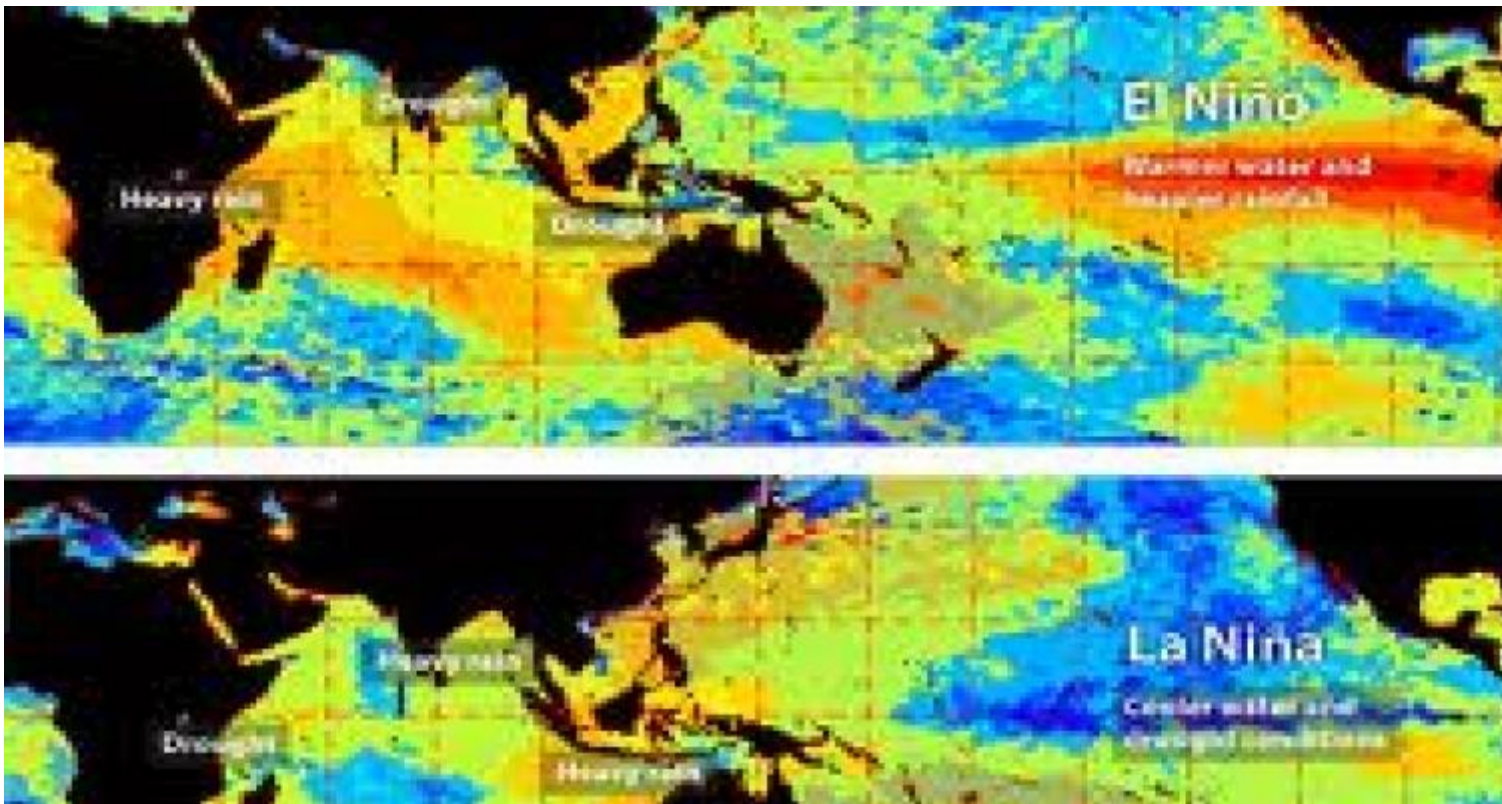 El Niño
Drought
Warmer water and
heavier rainfall
Heavy rain
Drought
La Niña
Heavy rain
Cooler water and
drought conditions
Drought
Heavy rain